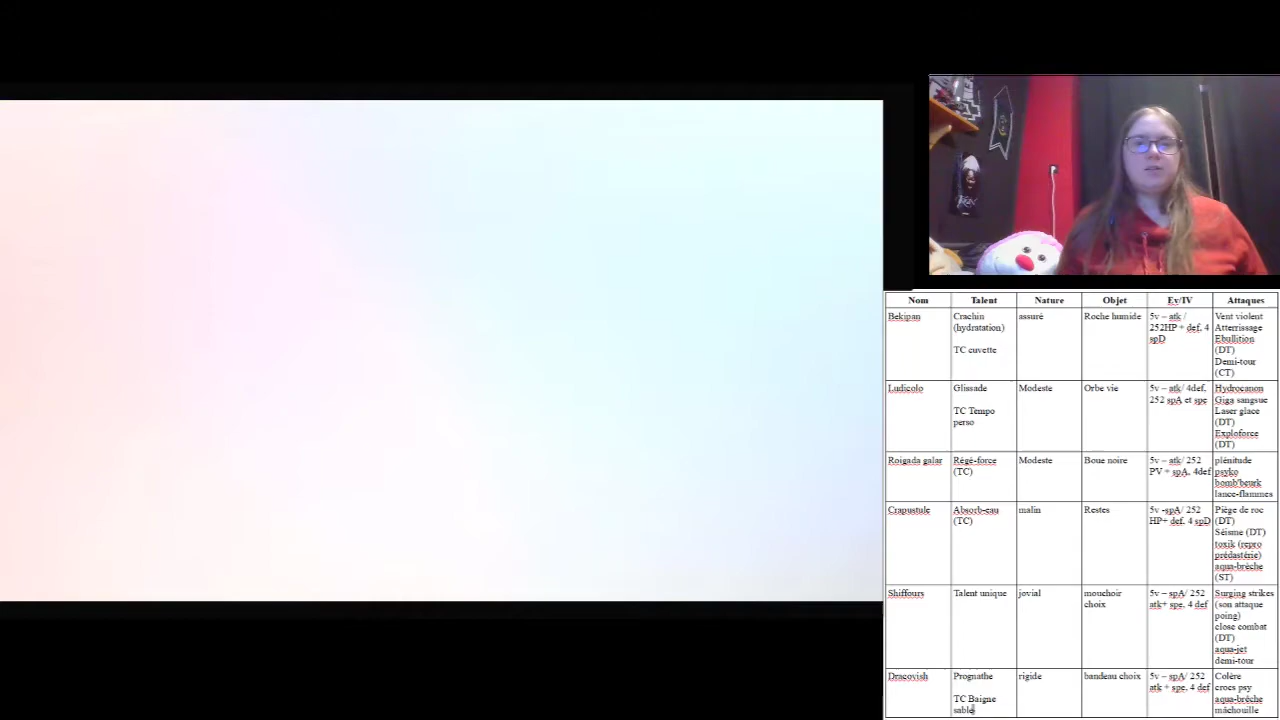 Nom Talent Nature Objet Ev/IV Attaques
Bekipan Crachin assuré Roche humide 5v – atk / Vent violent
(hydratation) 252HP + def, 4 Atterrissage
spD Ebullition
TC cuvette (DT)
Demi-tour
(CT)
Ludicolo Glissade Modeste Orbe vie 5v – atk/ 4def, Hydrocanon
252 spA et spe Giga sangsue
TC Tempo Laser glace
perso (DT)
Exploforce
(DT)
Roigada galar Régé-force Modeste Boue noire 5v – atk/ 252 plénitude
(TC) PV + spA, 4def psyko
bomb'beurk
lance-flammes
Crapustule Absorb-eau malin Restes 5v -spA/ 252 Piège de roc
(TC) HP+ def, 4 spD (DT)
Séisme (DT)
toxik (repro
prédastérie)
aqua-brèche
(ST)
Shiffours Talent unique jovial mouchoir 5v – spA/ 252 Surging strikes
choix atk+ spe, 4 def (son attaque
poing)
close combat
(DT)
aqua-jet
demi-tour
Dracovish Prognathe rigide bandeau choix 5v – spA/ 252 Colère
atk + spe, 4 def crocs psy
TC Baigne aqua-brèche
sable mâchouille